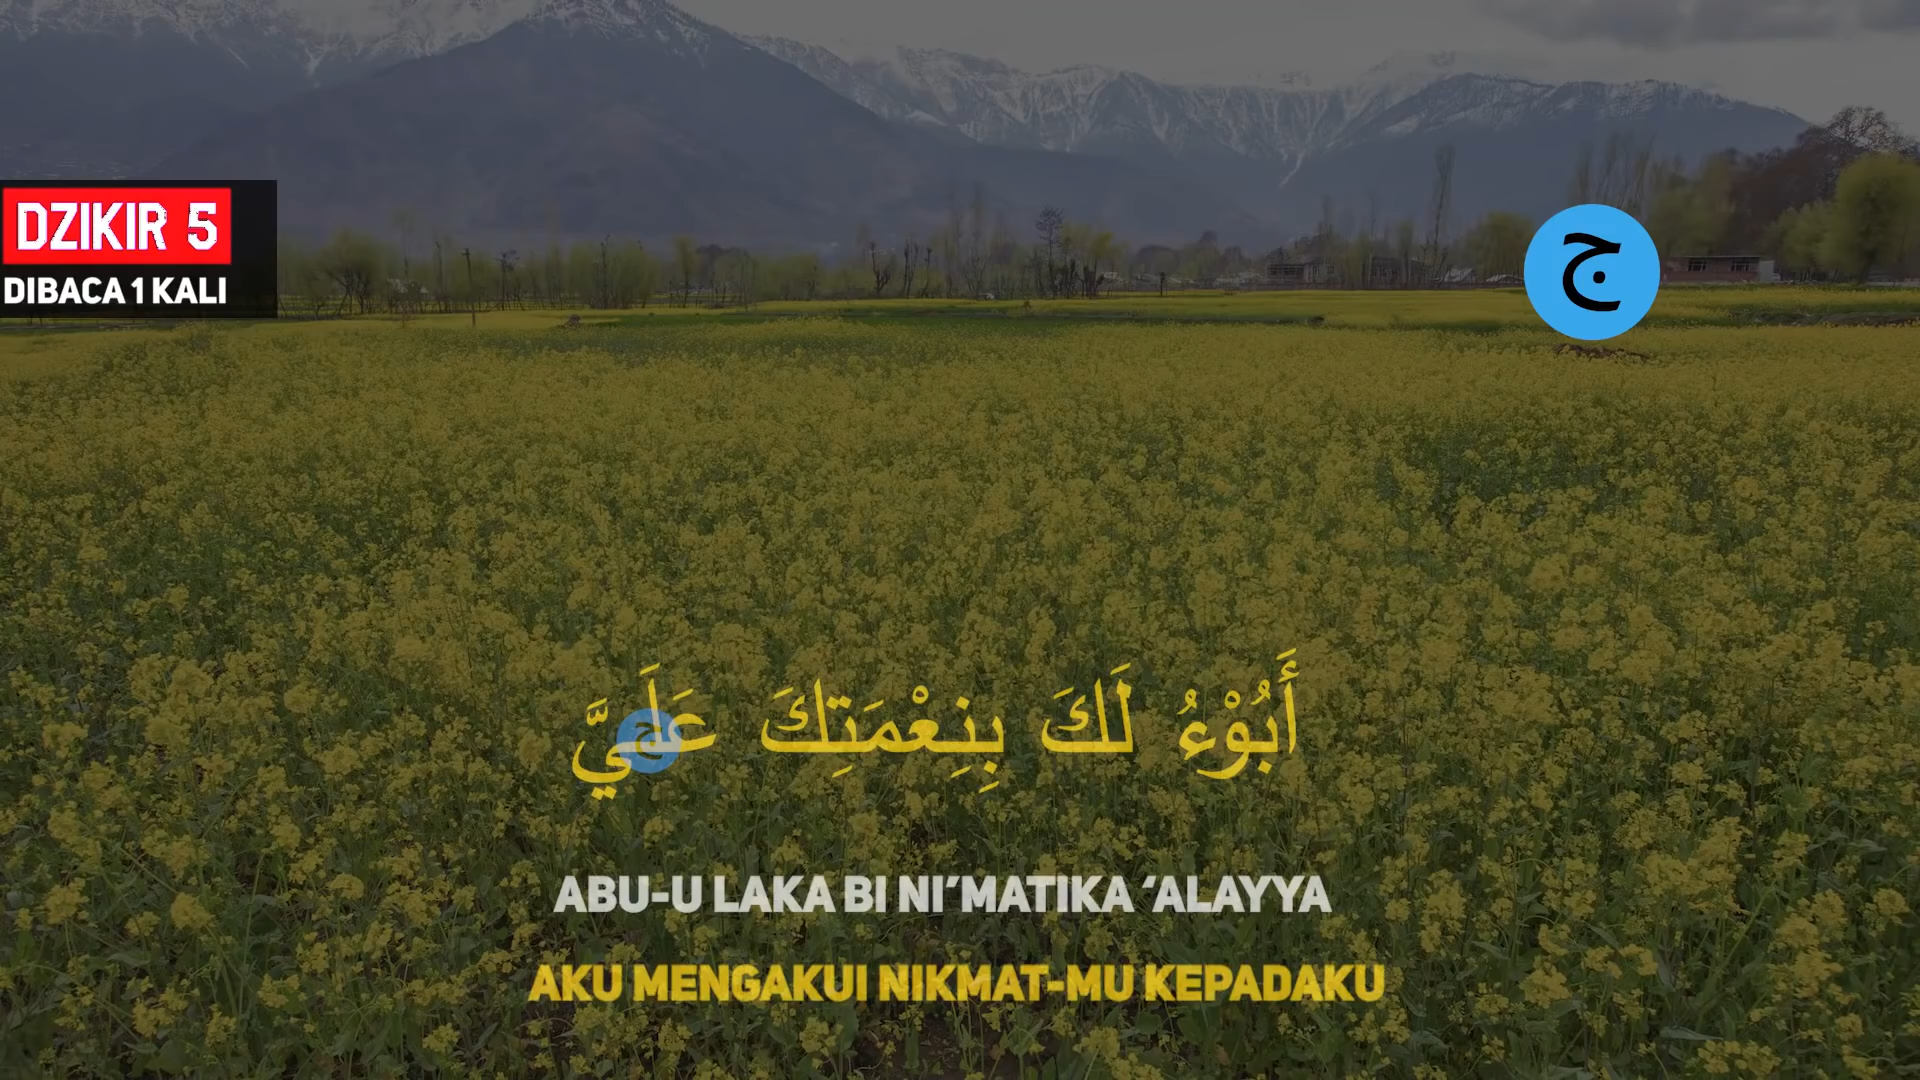 DZIKIR 5
DIBACA 1 KALI
ج
أَبُوْءُ لَكَ بِنِعْمَتِكَ عَلَيَّ
ج
ABU-U LAKA BI NI’MATIKA ‘ALAYYA
AKU MENGAKUI NIKMAT-MU KEPADAKU